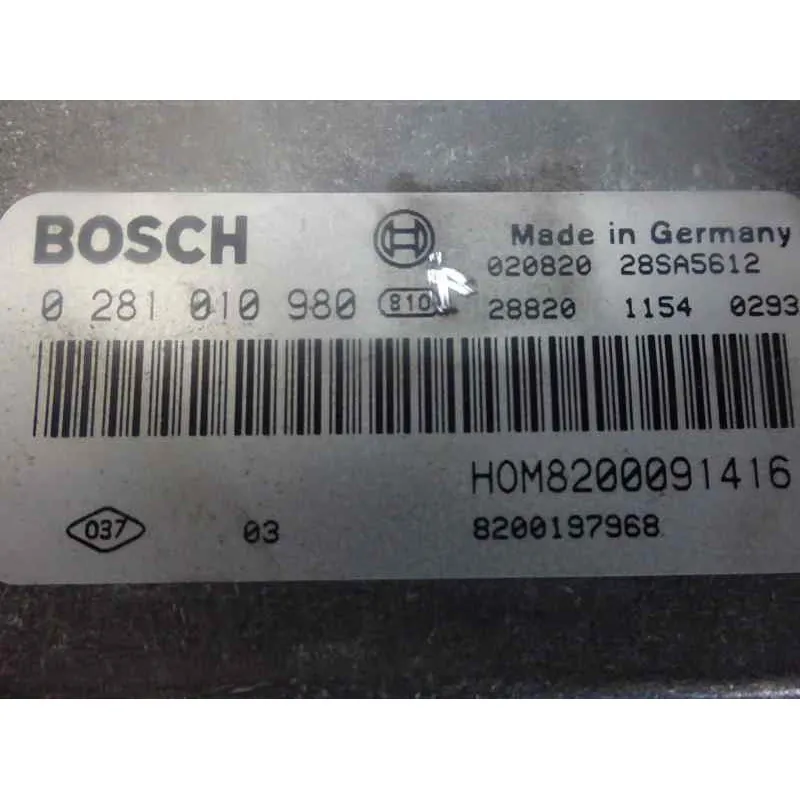 BOSCH Made in Germany
020820 28SA5612
0 281 010 980 810 28820 1154 0293
HOM8200091416
037 03 8200197968